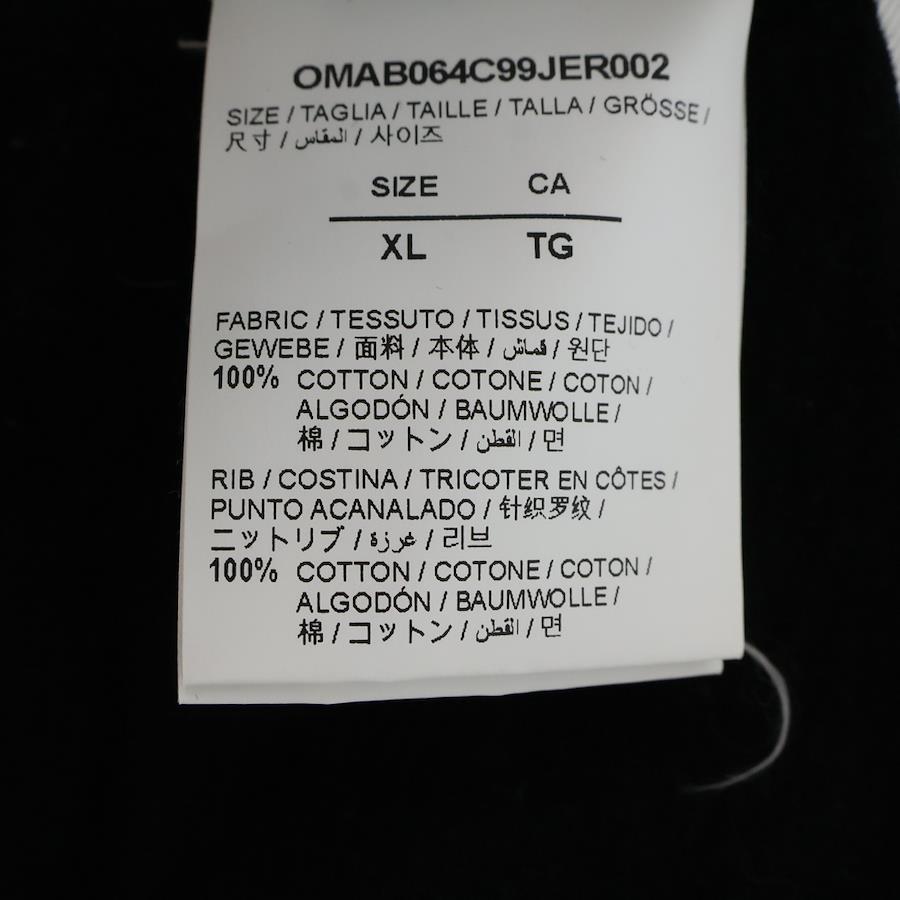 OMAB064C99JER002
SIZE / TAGLIA / TAILLE / TALLA / GRÖSSE /
尺寸 / المقاس / 사이즈
SIZE CA
XL TG
FABRIC / TESSUTO / TISSUS / TEJIDO /
GEWEBE / 面料 / 本体 / قماش / 원단
100% COTTON / COTONE / COTON /
ALGODÓN / BAUMWOLLE /
棉 / コットン / القطن / 면
RIB / COSTINA / TRICOTER EN CÔTES /
PUNTO ACANALADO / 针织罗纹 /
ニットリブ / غرزة / 리브
100% COTTON / COTONE / COTON /
ALGODÓN / BAUMWOLLE /
棉 / コットン / القطن / 면